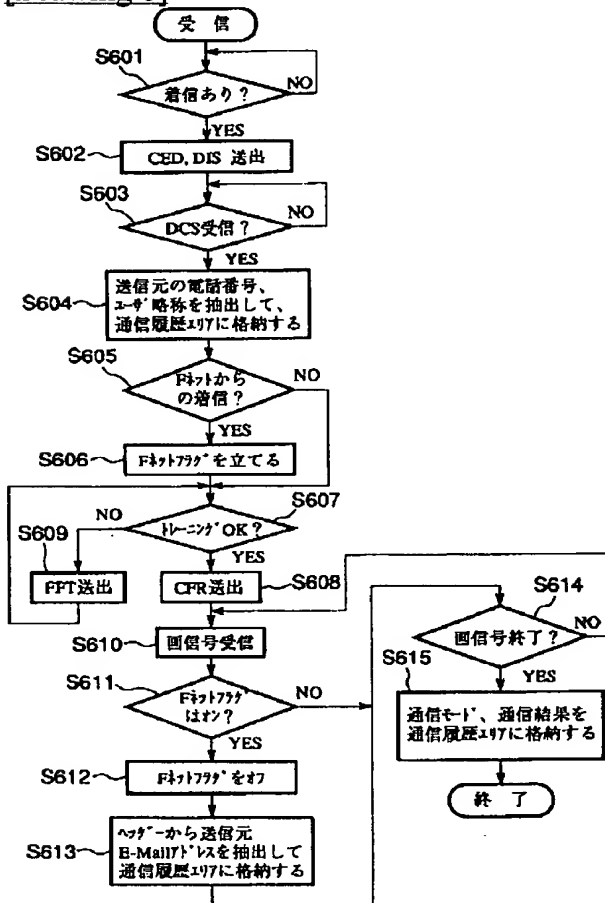 受 信
S601
着信あり？
NO
YES
S602
CED, DIS 送出
S603
DCS受信？
NO
YES
S604
送信元の電話番号、
ﾕｰｻﾞ略称を抽出して、
通信履歴ｴﾘｱに格納する
S605
Fﾈｯﾄから
の着信？
NO
YES
S606
Fﾈｯﾄﾌﾗｸﾞを立てる
S607
ﾄﾚｰﾆﾝｸﾞOK？
NO
YES
S609
FPT送出
CFR送出
S608
S610
画信号受信
S611
Fﾈｯﾄﾌﾗｸﾞ
はオン？
NO
YES
S612
Fﾈｯﾄﾌﾗｸﾞをオフ
S613
ﾍｯﾀﾞｰから送信元
E-Mailｱﾄﾞﾚｽを抽出して
通信履歴ｴﾘｱに格納する
S614
画信号終了？
NO
YES
S615
通信ﾓｰﾄﾞ、通信結果を
通信履歴ｴﾘｱに格納する
終 了